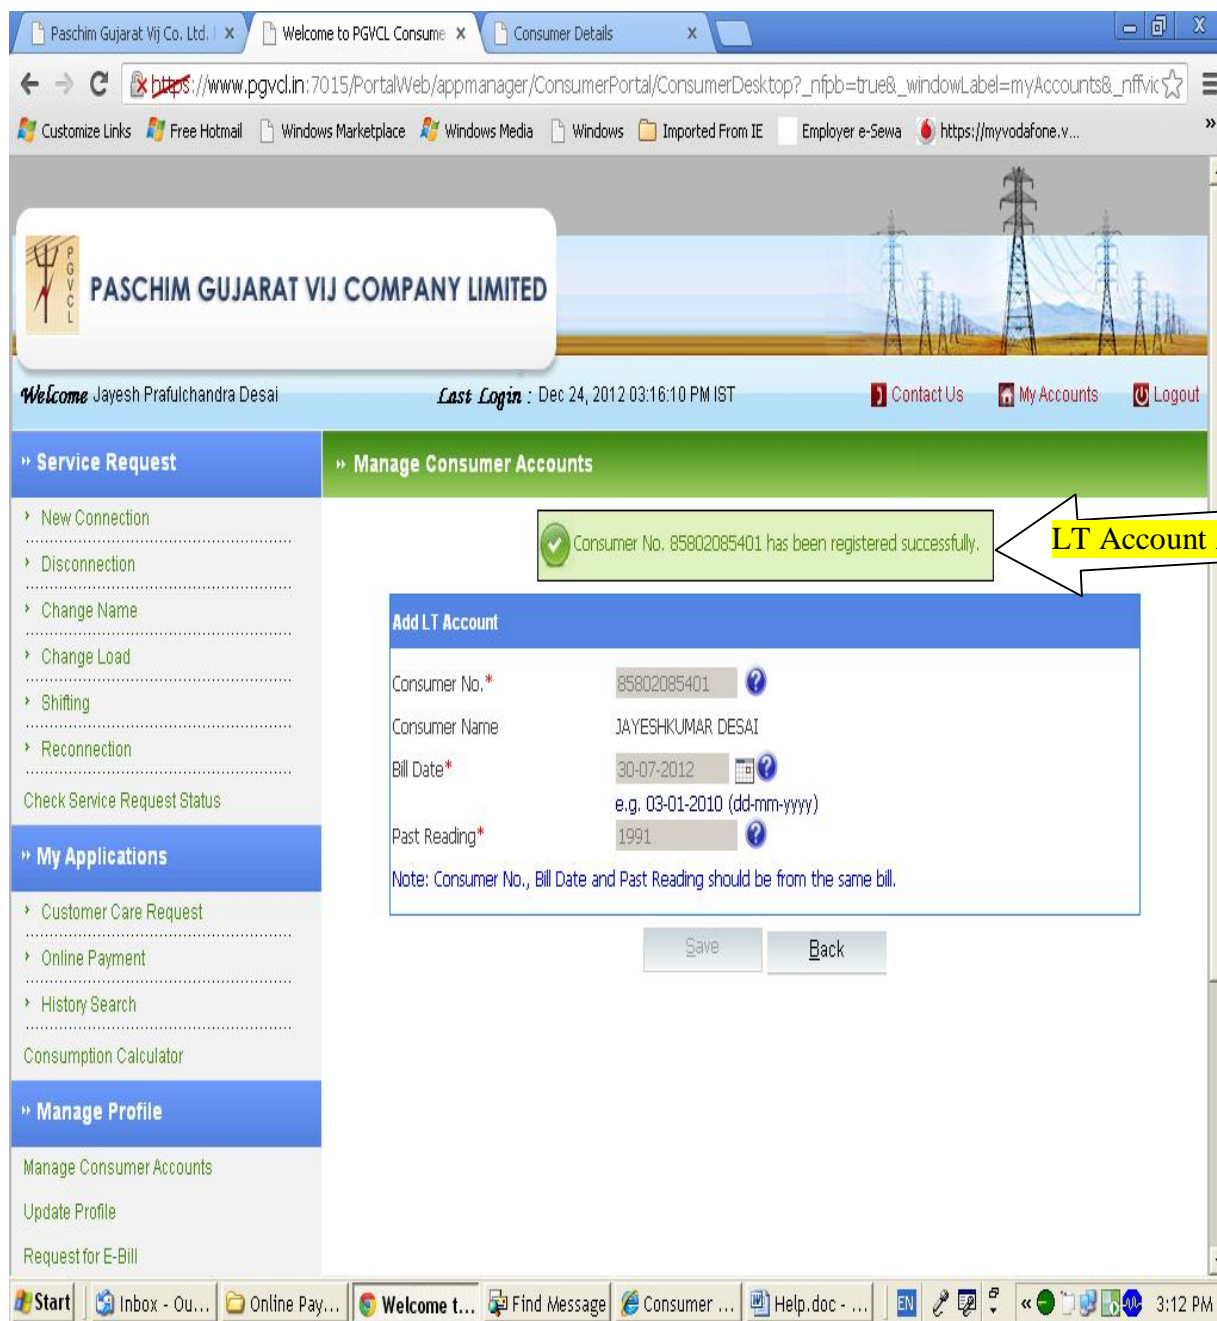 Paschim Gujarat Vij Co. Ltd. Welcome to PGVCL Consume Consumer Details
https://www.pgvcl.in:7015/PortalWeb/appmanager/ConsumerPortal/ConsumerDesktop?_nfpb=true&_windowLabel=myAccounts&_nffvic
Customize Links Free Hotmail Windows Marketplace Windows Media Windows Imported From IE Employer e-Sewa https://myvodafone.v... »
PGVCL
PASCHIM GUJARAT VIJ COMPANY LIMITED
Welcome Jayesh Prafulchandra Desai Last Login : Dec 24, 2012 03:16:10 PM IST Contact Us My Accounts Logout
» Service Request
» Manage Consumer Accounts
New Connection
Disconnection
Change Name
Change Load
Shifting
Reconnection
Check Service Request Status
» My Applications
Customer Care Request
Online Payment
History Search
Consumption Calculator
» Manage Profile
Manage Consumer Accounts
Update Profile
Request for E-Bill
Consumer No. 85802085401 has been registered successfully.
LT Account
Add LT Account
Consumer No.* 85802085401
Consumer Name JAYESHKUMAR DESAI
Bill Date* 30-07-2012
e.g. 03-01-2010 (dd-mm-yyyy)
Past Reading* 1991
Note: Consumer No., Bill Date and Past Reading should be from the same bill.
Save Back
Start Inbox - Ou... Online Pay... Welcome t... Find Message Consumer ... Help.doc - ... EN « 3:12 PM